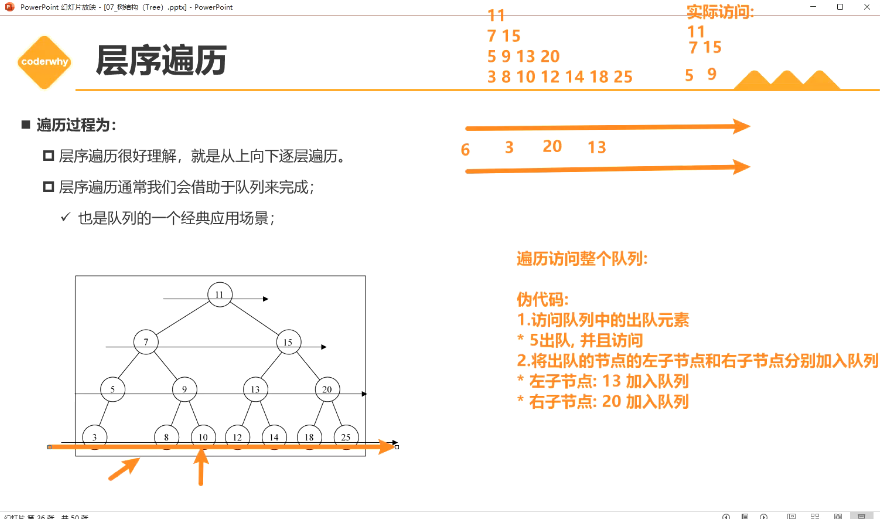 PowerPoint 幻灯片放映 - [07_树结构（Tree）.pptx] - PowerPoint
coderwhy
层序遍历
11
7 15
5 9 13 20
3 8 10 12 14 18 25
实际访问:
11
7 15
5 9
■ 遍历过程为：
层序遍历很好理解，就是从上向下逐层遍历。
层序遍历通常我们会借助于队列来完成；
✓ 也是队列的一个经典应用场景；
6 3 20 13
遍历访问整个队列:
伪代码:
1.访问队列中的出队元素
* 5出队, 并且访问
2.将出队的节点的左子节点和右子节点分别加入队列
* 左子节点: 13 加入队列
* 右子节点: 20 加入队列
11
7 15
5 9 13 20
3 8 10 12 14 18 25
幻灯片 第 36 张，共 50 张